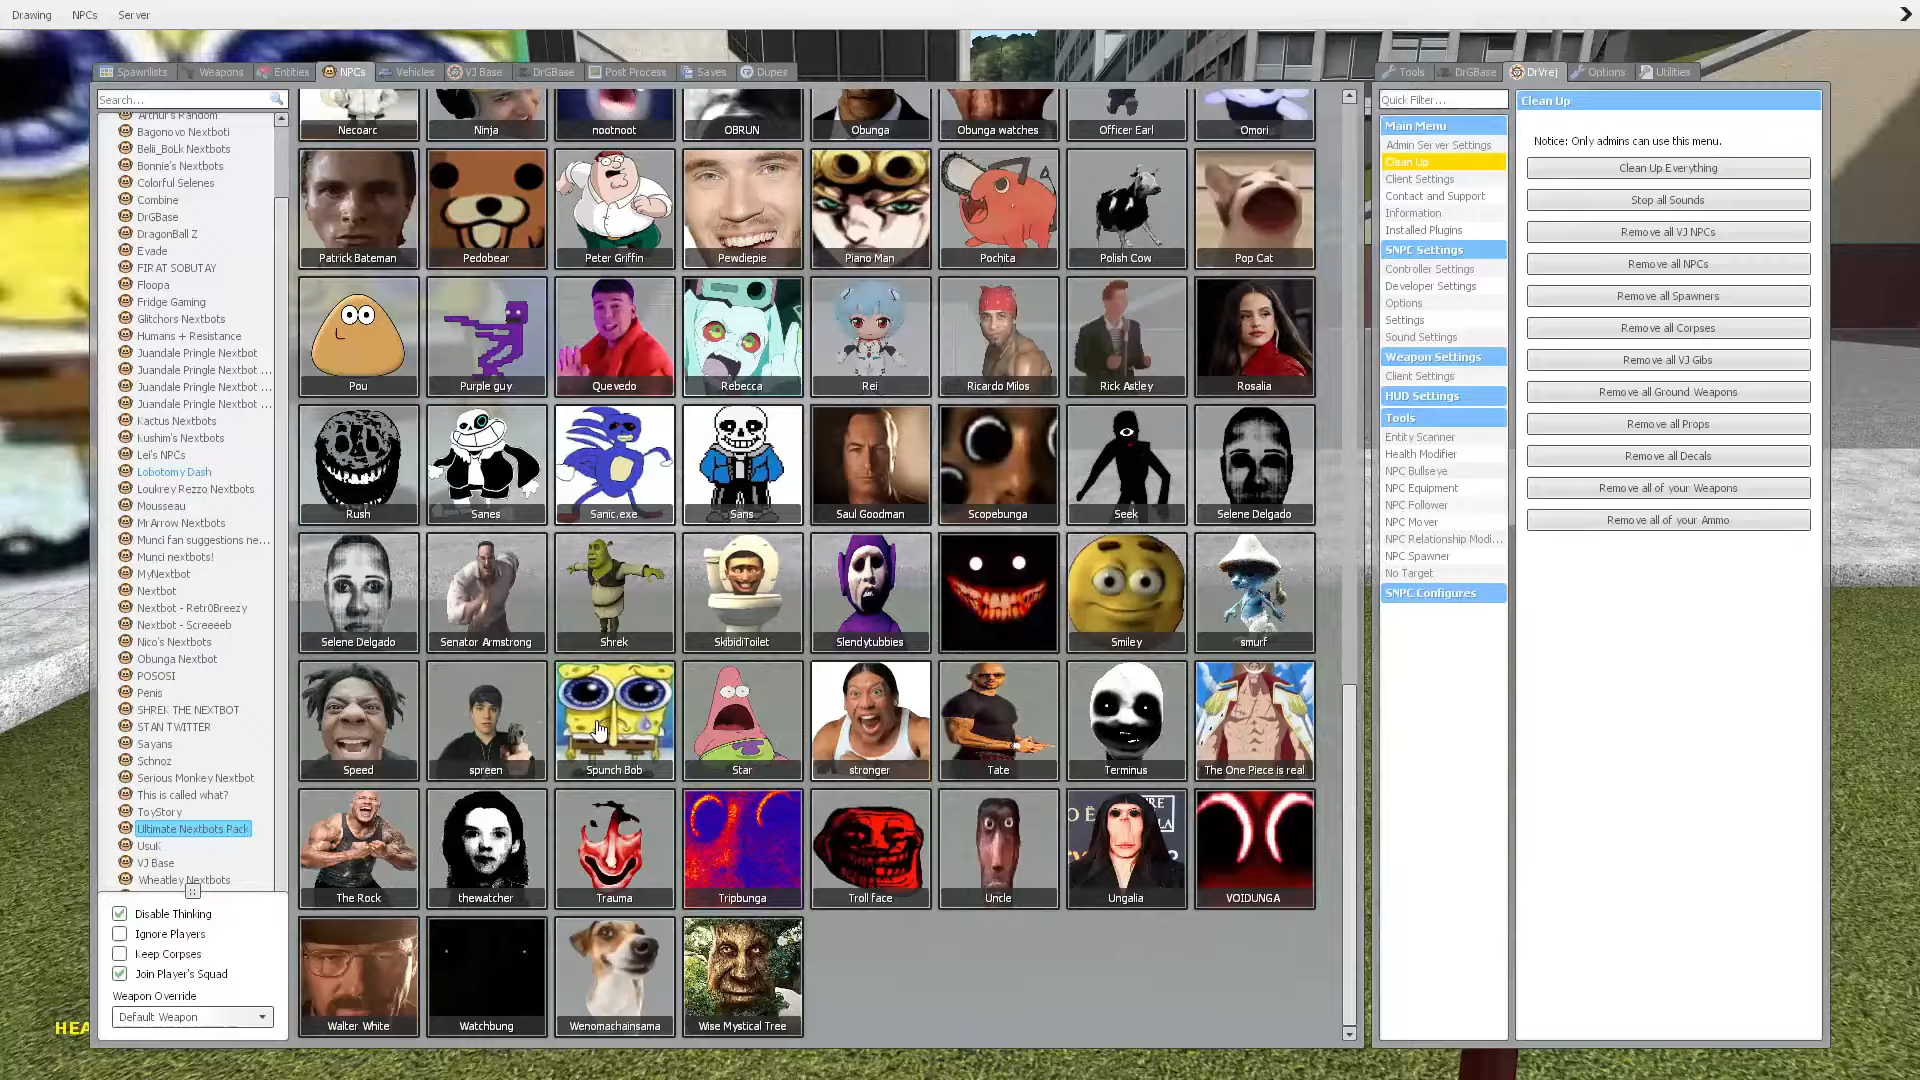 Drawing NPCs Server
Spawnlists Weapons Entities NPCs Vehicles VJ Base DrGBase Post Process Saves Dupes
Search...
Arthur's Random
Bagonovo Nextboti
Belii_BoLk Nextbots
Bonnie's Nextbots
Colorful Selenes
Combine
DrGBase
DragonBall Z
Evade
FIRAT SOBUTAY
Floopa
Fridge Gaming
Glitchors Nextbots
Humans + Resistance
Juandale Pringle Nextbot
Juandale Pringle Nextbot ...
Juandale Pringle Nextbot ...
Juandale Pringle Nextbot ...
Kactus Nextbots
Kushim's Nextbots
Lei's NPCs
Lobotomy Dash
Loukrey Rezzo Nextbots
Mousseau
MrArrow Nextbots
Munci fan suggestions ne...
Munci nextbots!
MyNextbot
Nextbot
Nextbot - Retr0Breezy
Nextbot - Screeeeb
Nico's Nextbots
Obunga Nextbot
POSOSI
Penis
SHREK THE NEXTBOT
STAN TWITTER
Sayans
Schnoz
Serious Monkey Nextbot
This is called what?
ToyStory
Ultimate Nextbots Pack
UsuK
VJ Base
Wheatley Nextbots
Disable Thinking
Ignore Players
Keep Corpses
Join Player's Squad
Weapon Override
Default Weapon
HEA
Necoarc Ninja nootnoot OBRUN Obunga Obunga watches Officer Earl Omori
Patrick Bateman Pedobear Peter Griffin Pewdiepie Piano Man Pochita Polish Cow Pop Cat
Pou Purple guy Quevedo Rebecca Rei Ricardo Milos Rick Astley Rosalia
Rush Sanes Sanic.exe Sans Saul Goodman Scopebunga Seek Selene Delgado
Selene Delgado Senator Armstrong Shrek SkibidiToilet Slendytubbies Smiley smurf
Speed spreen Spunch Bob Star stronger Tate Terminus The One Piece is real
The Rock thewatcher Trauma Tripbunga Troll face Uncle Ungalia VOIDUNGA
Walter White Watchbung Wenomachainsama Wise Mystical Tree
Tools DrGBase DrVrej Options Utilities
Quick Filter...
Main Menu
Admin Server Settings
Clean Up
Client Settings
Contact and Support
Information
Installed Plugins
SNPC Settings
Controller Settings
Developer Settings
Options
Settings
Sound Settings
Weapon Settings
Client Settings
HUD Settings
Tools
Entity Scanner
Health Modifier
NPC Bullseye
NPC Equipment
NPC Follower
NPC Mover
NPC Relationship Modi...
NPC Spawner
No Target
SNPC Configures
Clean Up
Notice: Only admins can use this menu.
Clean Up Everything
Stop all Sounds
Remove all VJ NPCs
Remove all NPCs
Remove all Spawners
Remove all Corpses
Remove all VJ Gibs
Remove all Ground Weapons
Remove all Props
Remove all Decals
Remove all of your Weapons
Remove all of your Ammo